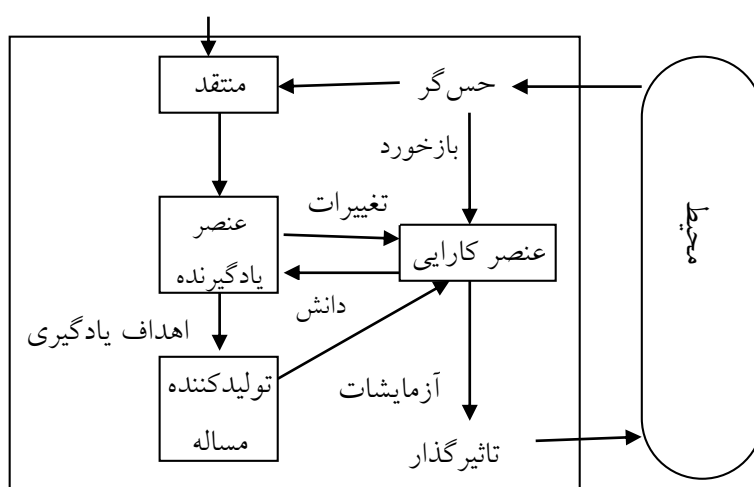 منتقد
حس‌گر
بازخورد
محیط
تغییرات
عنصر
یادگیرنده
عنصر کارایی
دانش
اهداف یادگیری
تولیدکننده
مساله
آزمایشات
تاثیرگذار